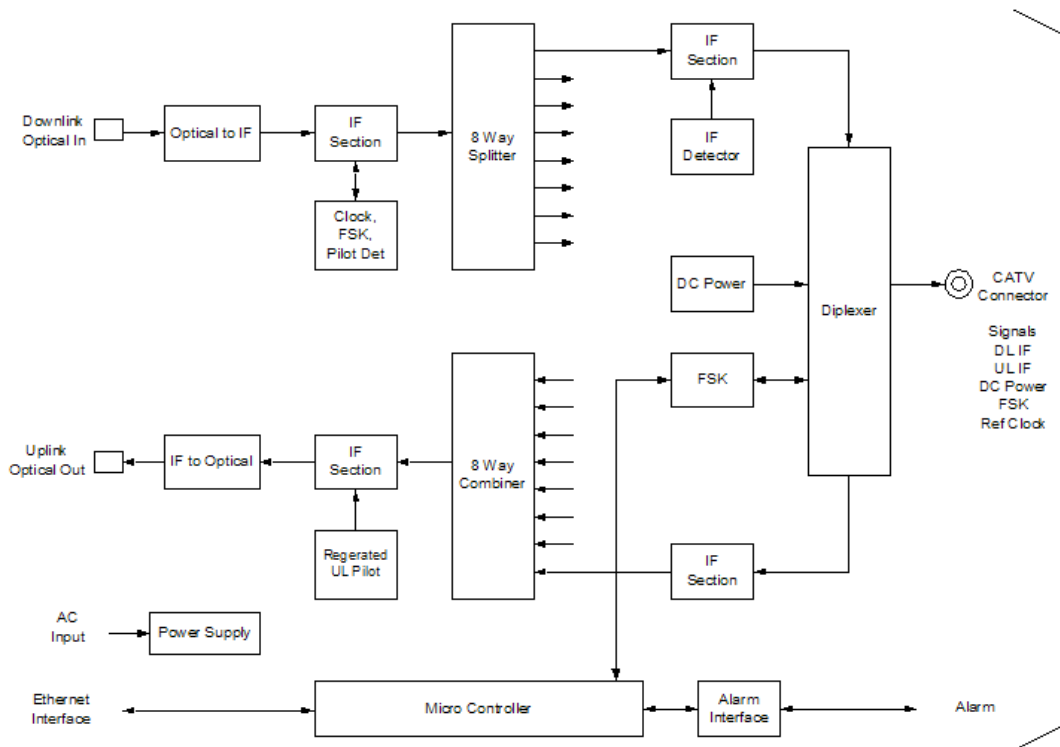 Downlink
Optical In
Optical to IF
IF
Section
Clock,
FSK,
Pilot Det
8 Way
Splitter
IF
Section
IF
Detector
DC Power
Diplexer
CATV
Connector
Signals
DL IF
UL IF
DC Power
FSK
Ref Clock
FSK
Uplink
Optical Out
IF to Optical
IF
Section
Regerated
UL Pilot
8 Way
Combiner
IF
Section
AC
Input
Power Supply
Ethernet
Interface
Micro Controller
Alarm
Interface
Alarm